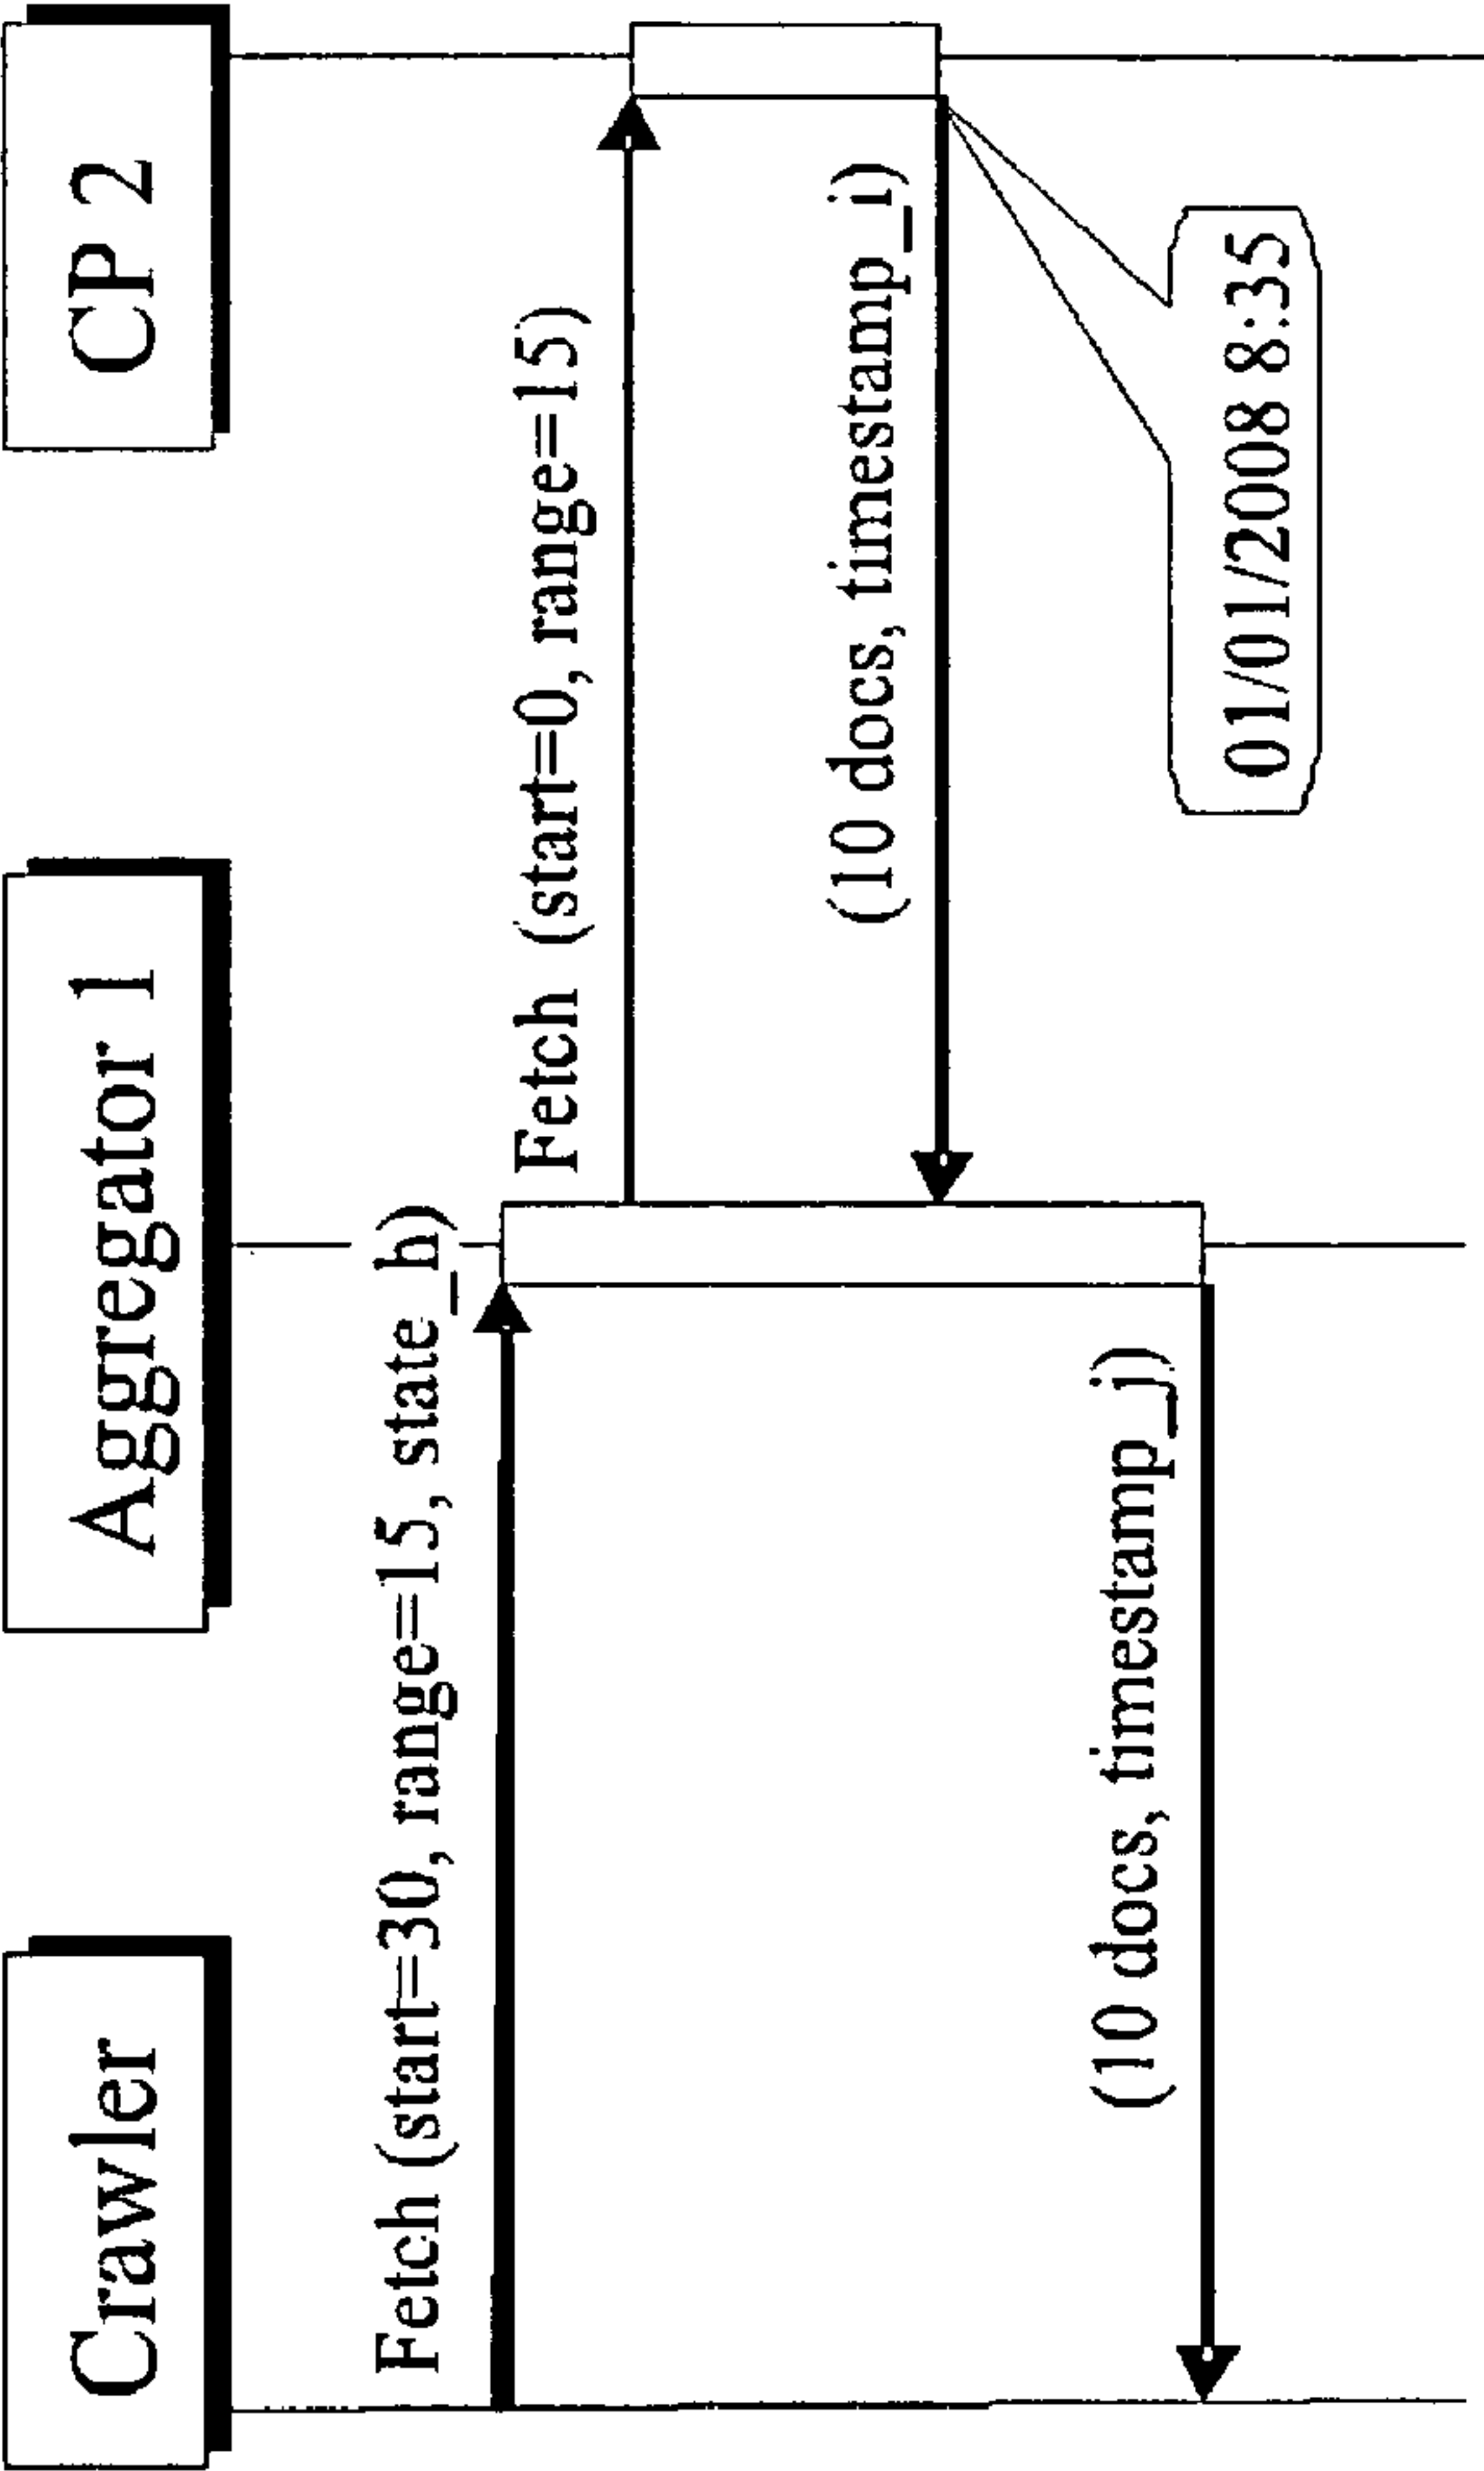 Crawler
Aggregator 1
CP 2
Fetch (start=30, range=15, state_h)
Fetch (start=0, range=15)
(10 docs, timestamp_i)
01/01/2008 8:35
(10 docs, timestamp_j)